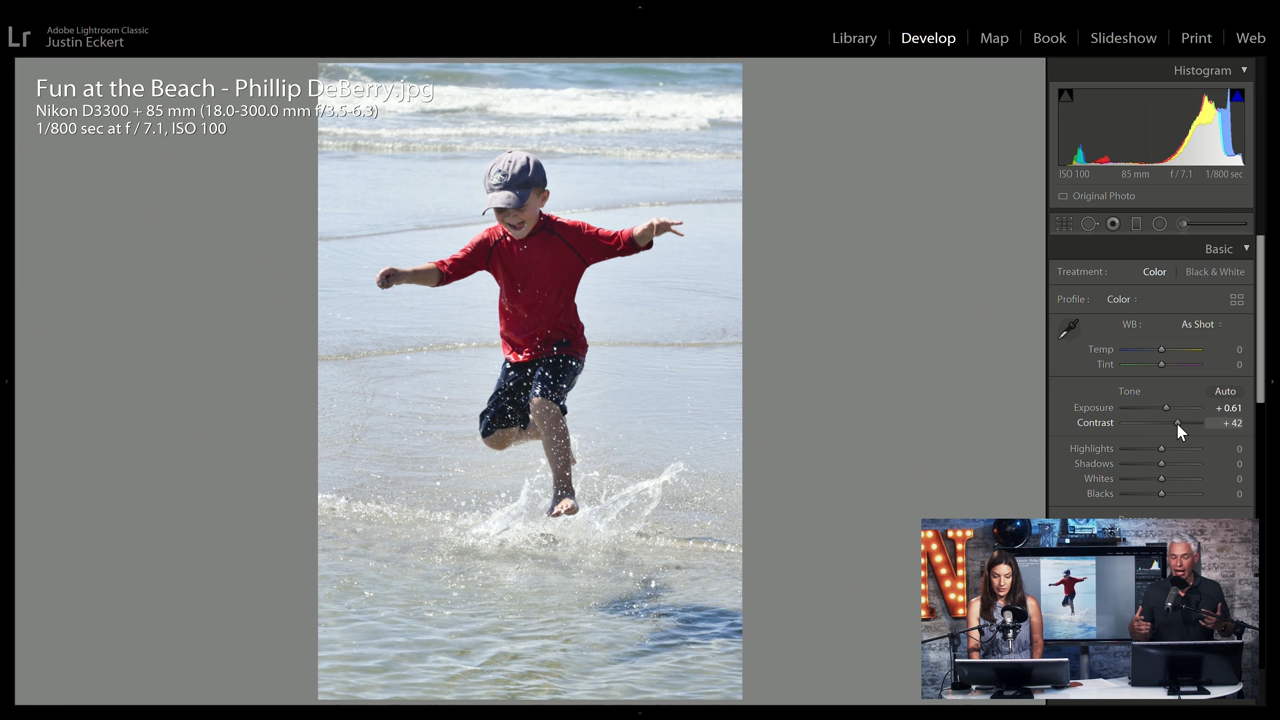 Lr
Adobe Lightroom Classic
Justin Eckert
Library | Develop | Map | Book | Slideshow | Print | Web
Fun at the Beach - Phillip DeBerry.jpg
Nikon D3300 + 85 mm (18.0-300.0 mm f/3.5-6.3)
1/800 sec at f / 7.1, ISO 100
Histogram
ISO 100 85 mm f / 7.1 1/800 sec
Original Photo
Basic
Treatment : Color | Black & White
Profile : Color
WB : As Shot
Temp 0
Tint 0
Tone Auto
Exposure + 0.61
Contrast + 42
Highlights 0
Shadows 0
Whites 0
Blacks 0
N